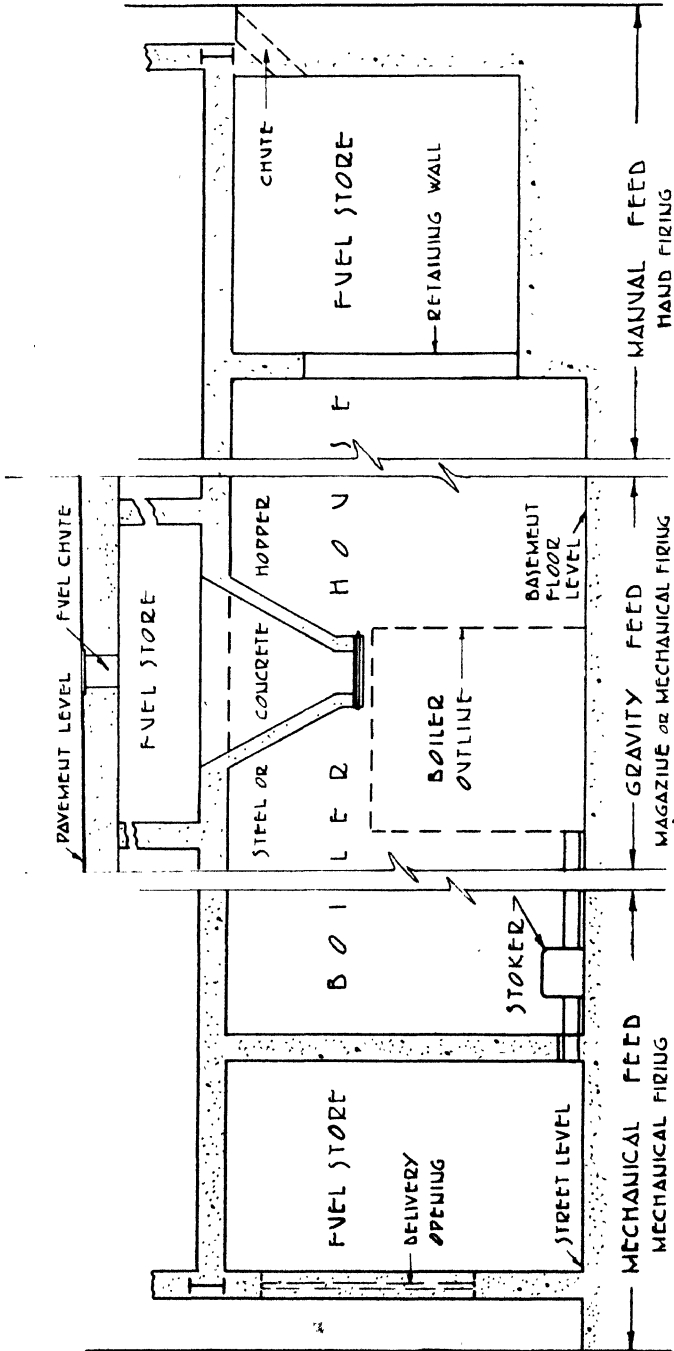 PAVEMENT LEVEL
FUEL CHUTE
FUEL STORE
STEEL OR CONCRETE HOPPER
BOILER HOUSE
CHUTE
FUEL STORE
RETAINING WALL
FUEL STORE
DELIVERY
OPENING
STOKER
BOILER
OUTLINE
BASEMENT
FLOOR
LEVEL
STREET LEVEL
MECHANICAL FEED
MECHANICAL FIRING
GRAVITY FEED
MAGAZINE OR MECHANICAL FIRING
MANUAL FEED
HAND FIRING